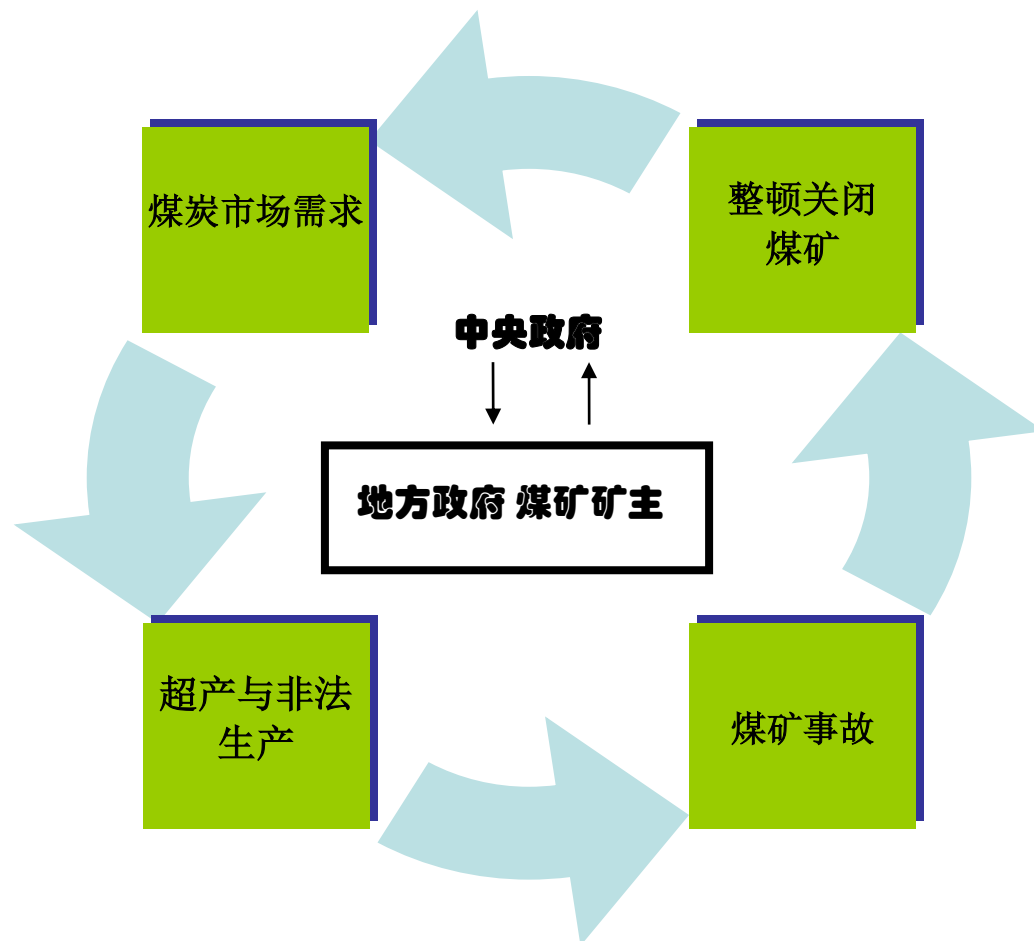 煤炭市场需求
整顿关闭
煤矿
中央政府
地方政府 煤矿矿主
超产与非法
生产
煤矿事故